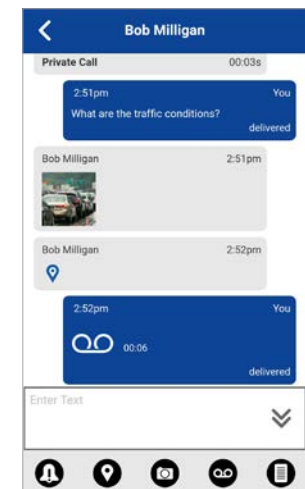 Bob Milligan
Private Call 00:03s
2:51pm You
What are the traffic conditions?
delivered
Bob Milligan 2:51pm
Bob Milligan 2:52pm
2:52pm You
00:06
delivered
Enter Text